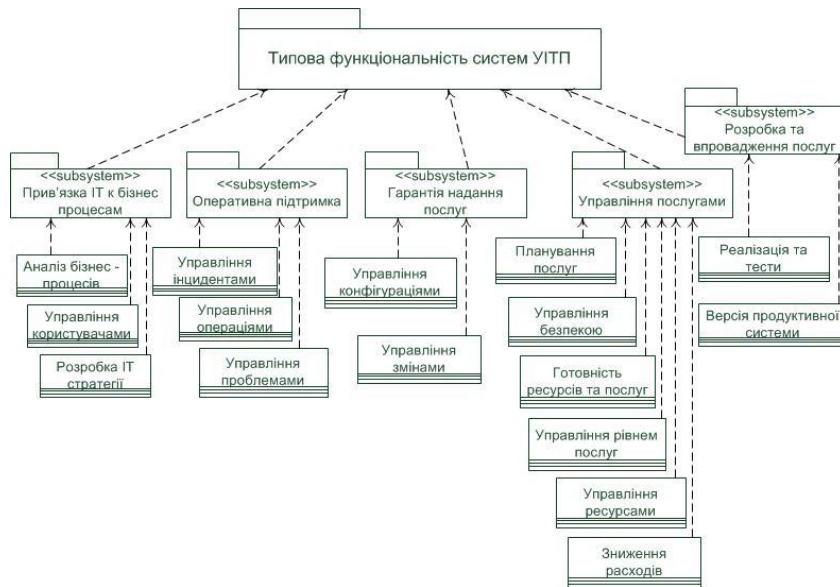 Типова функціональність систем УІТП
<<subsystem>>
Розробка та
впровадження послуг
<<subsystem>>
Прив'язка ІТ к бізнес
процесам
<<subsystem>>
Оперативна підтримка
<<subsystem>>
Гарантія надання
послуг
<<subsystem>>
Управління послугами
Аналіз бізнес -
процесів
Управління
користувачами
Розробка ІТ
стратегії
Управління
інцидентами
Управління
операціями
Управління
проблемами
Управління
конфігураціями
Управління
змінами
Планування
послуг
Управління
безпекою
Готовність
ресурсів та послуг
Управління рівнем
послуг
Управління
ресурсами
Зниження
расходів
Реалізація та
тести
Версія продуктивної
системи